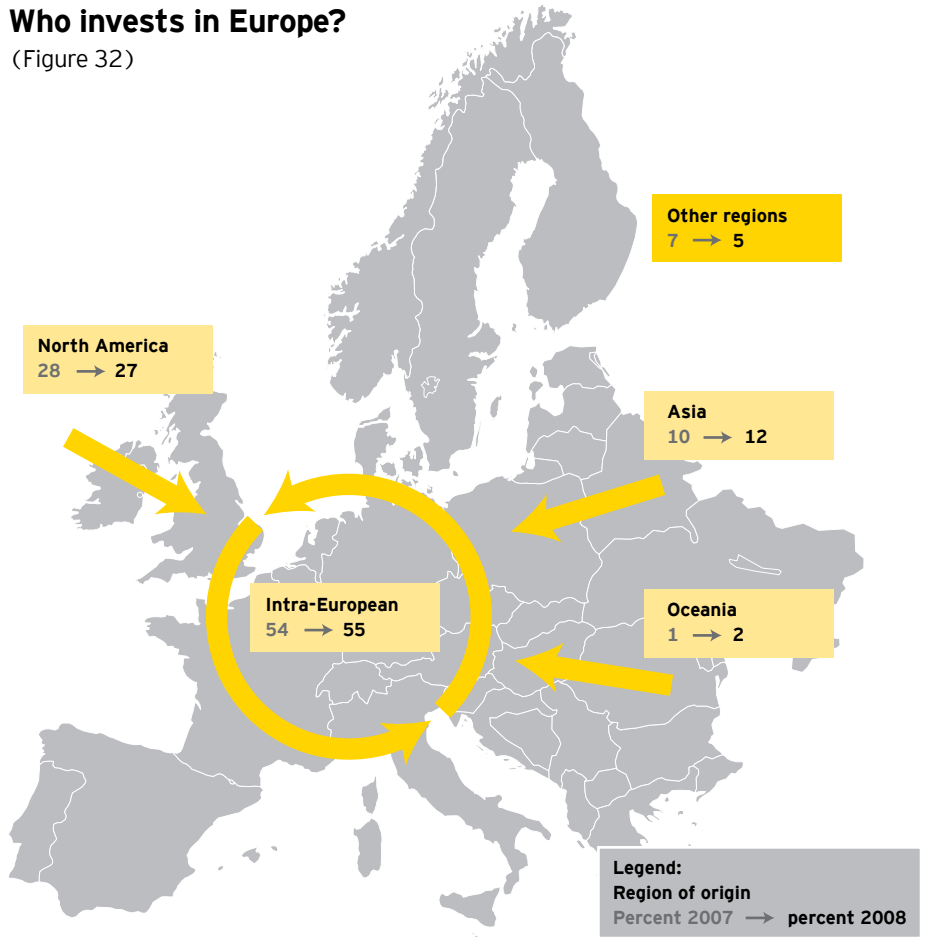 Who invests in Europe?
(Figure 32)
Other regions
7 → 5
North America
28 → 27
Asia
10 → 12
Intra-European
54 → 55
Oceania
1 → 2
Legend:
Region of origin
Percent 2007 → percent 2008